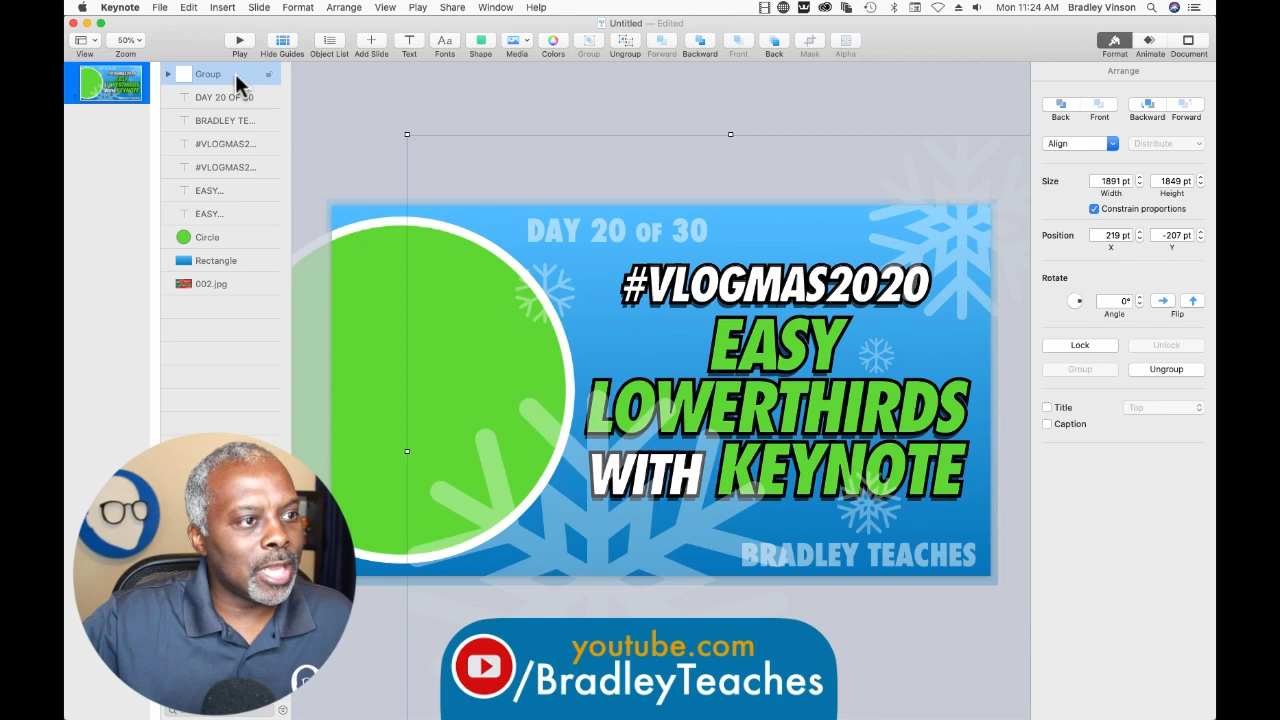 Keynote File Edit Insert Slide Format Arrange View Play Share Window Help Mon 11:24 AM Bradley Vinson
Untitled — Edited
50%
View Zoom Play Hide Guides Object List Add Slide Text Fonts Shape Media Colors Group Ungroup Forward Backward Front Back Mask Alpha Format Animate Document
Group
DAY 20 OF 30
BRADLEY TE...
#VLOGMAS2...
#VLOGMAS2...
EASY...
EASY...
Circle
Rectangle
002.jpg
DAY 20 OF 30
#VLOGMAS2020
EASY
LOWERTHIRDS
WITH KEYNOTE
BRADLEY TEACHES
youtube.com
/BradleyTeaches
Arrange
Back Front Backward Forward
Align Distribute
Size 1891 pt 1849 pt
Width Height
Constrain proportions
Position 219 pt -207 pt
X Y
Rotate
0°
Angle Flip
Lock Unlock
Group Ungroup
Title Top
Caption